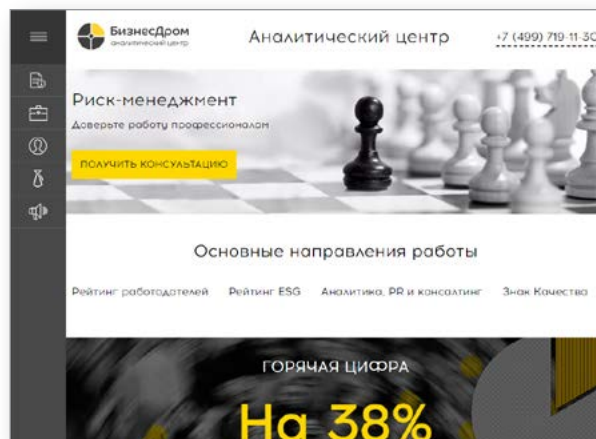 БизнесДром
аналитический центр
Аналитический центр
+7 (499) 719-11-30
Риск-менеджмент
Доверьте работу профессионалам
ПОЛУЧИТЬ КОНСУЛЬТАЦИЮ
Основные направления работы
Рейтинг работодателей Рейтинг ESG Аналитика, PR и консалтинг Знак Качества
ГОРЯЧАЯ ЦИФРА
На 38%